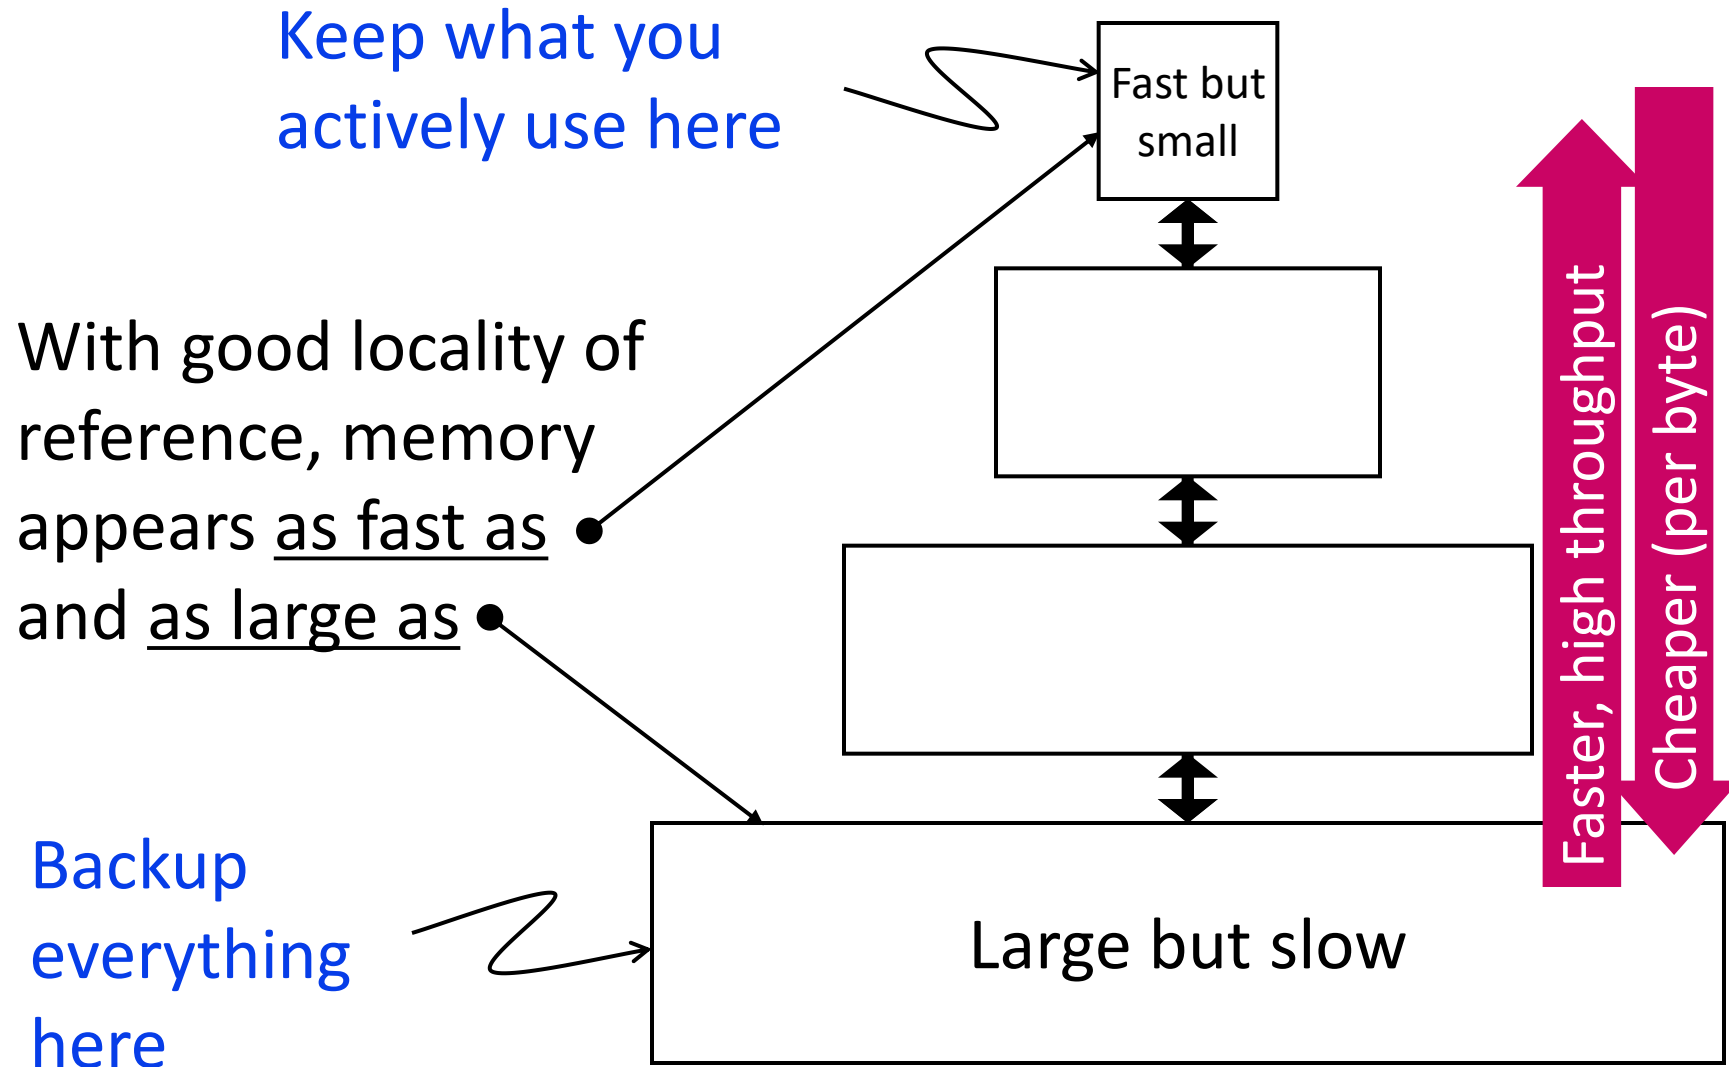 Keep what you
actively use here
Fast but
small
With good locality of
reference, memory
appears as fast as
and as large as
Faster, high throughput
Cheaper (per byte)
Backup
everything
here
Large but slow